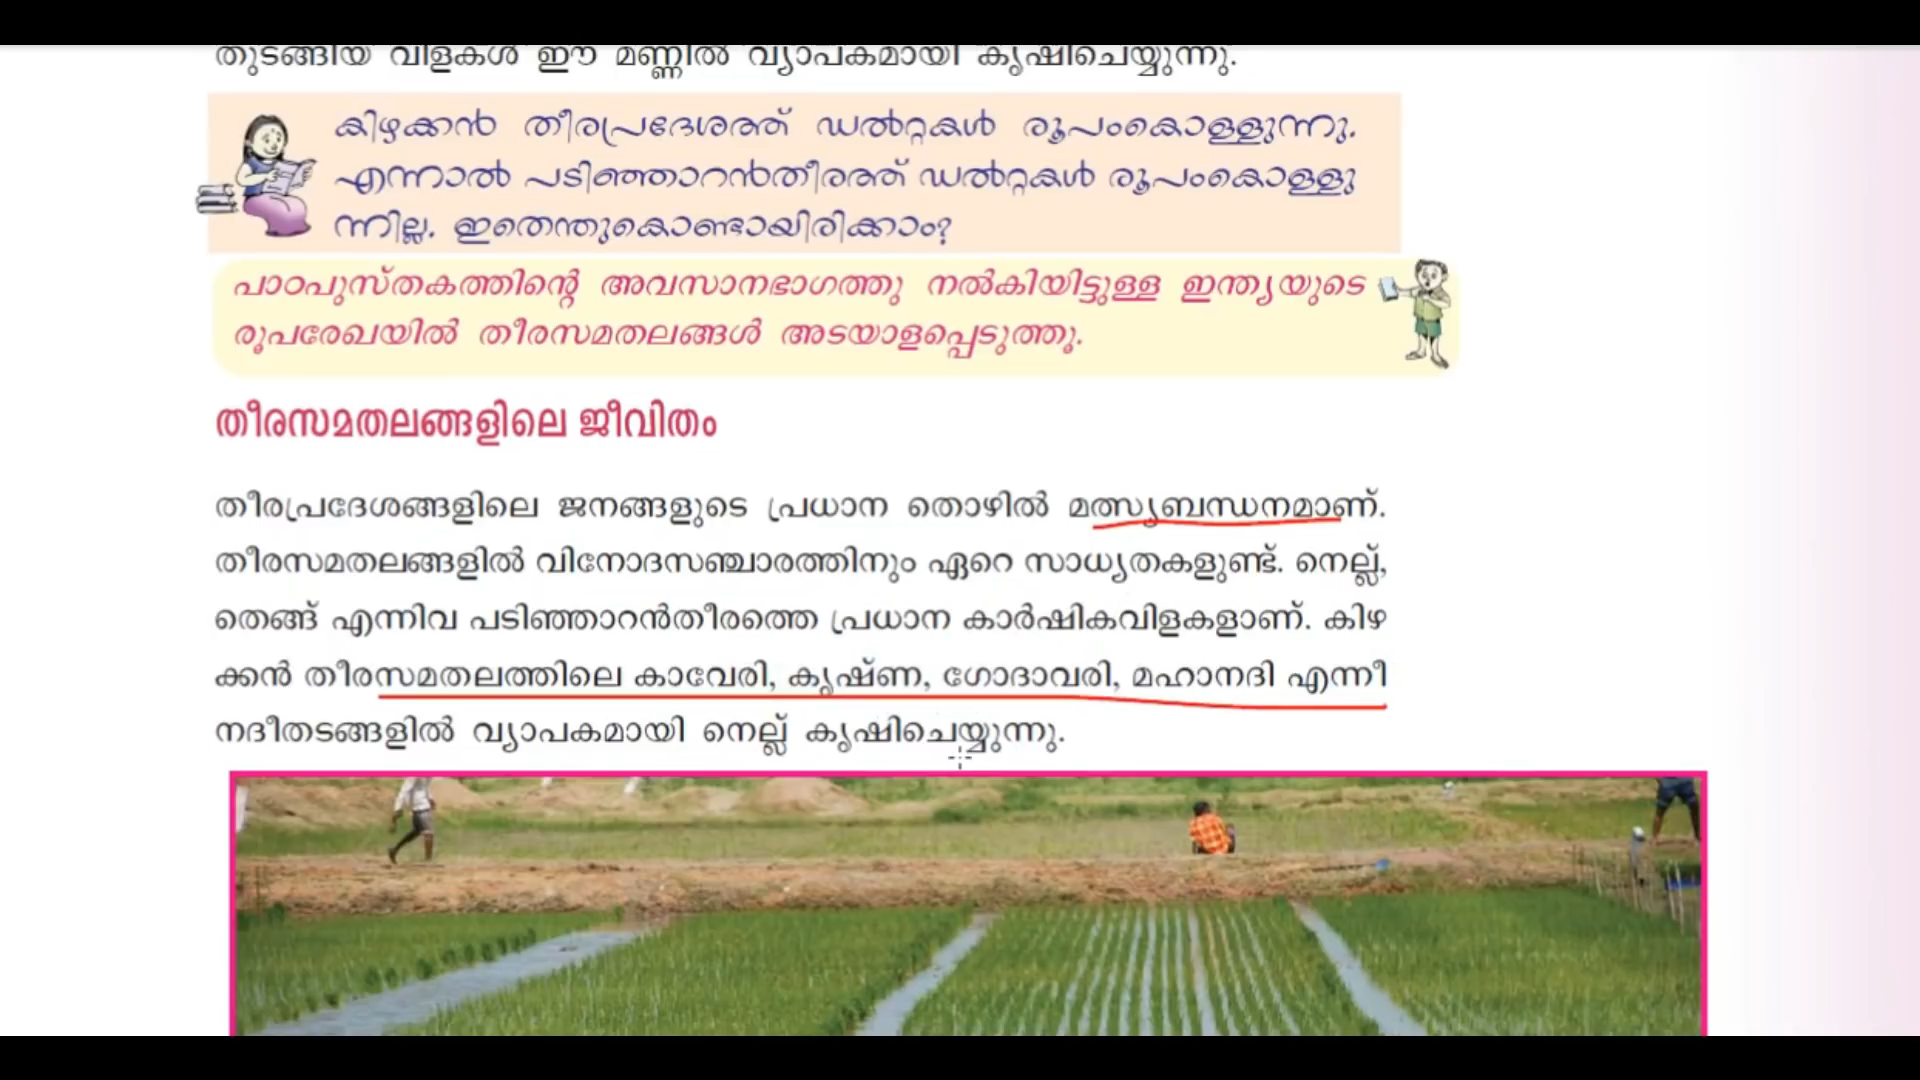 തുടങ്ങിയ വിളകൾ ഈ മണ്ണിൽ വ്യാപകമായി കൃഷിചെയ്യുന്നു.
കിഴക്കൻ തീരപ്രദേശത്ത് ഡൽറ്റകൾ രൂപംകൊള്ളുന്നു.
എന്നാൽ പടിഞ്ഞാറൻതീരത്ത് ഡൽറ്റകൾ രൂപംകൊള്ളു
ന്നില്ല. ഇതെന്തുകൊണ്ടായിരിക്കാം?
പാഠപുസ്തകത്തിന്റെ അവസാനഭാഗത്തു നൽകിയിട്ടുള്ള ഇന്ത്യയുടെ
രൂപരേഖയിൽ തീരസമതലങ്ങൾ അടയാളപ്പെടുത്തൂ.
തീരസമതലങ്ങളിലെ ജീവിതം
തീരപ്രദേശങ്ങളിലെ ജനങ്ങളുടെ പ്രധാന തൊഴിൽ മത്സ്യബന്ധനമാണ്.
തീരസമതലങ്ങളിൽ വിനോദസഞ്ചാരത്തിനും ഏറെ സാധ്യതകളുണ്ട്. നെല്ല്,
തെങ്ങ് എന്നിവ പടിഞ്ഞാറൻതീരത്തെ പ്രധാന കാർഷികവിളകളാണ്. കിഴ
ക്കൻ തീരസമതലത്തിലെ കാവേരി, കൃഷ്ണ, ഗോദാവരി, മഹാനദി എന്നീ
നദീതടങ്ങളിൽ വ്യാപകമായി നെല്ല് കൃഷിചെയ്യുന്നു.